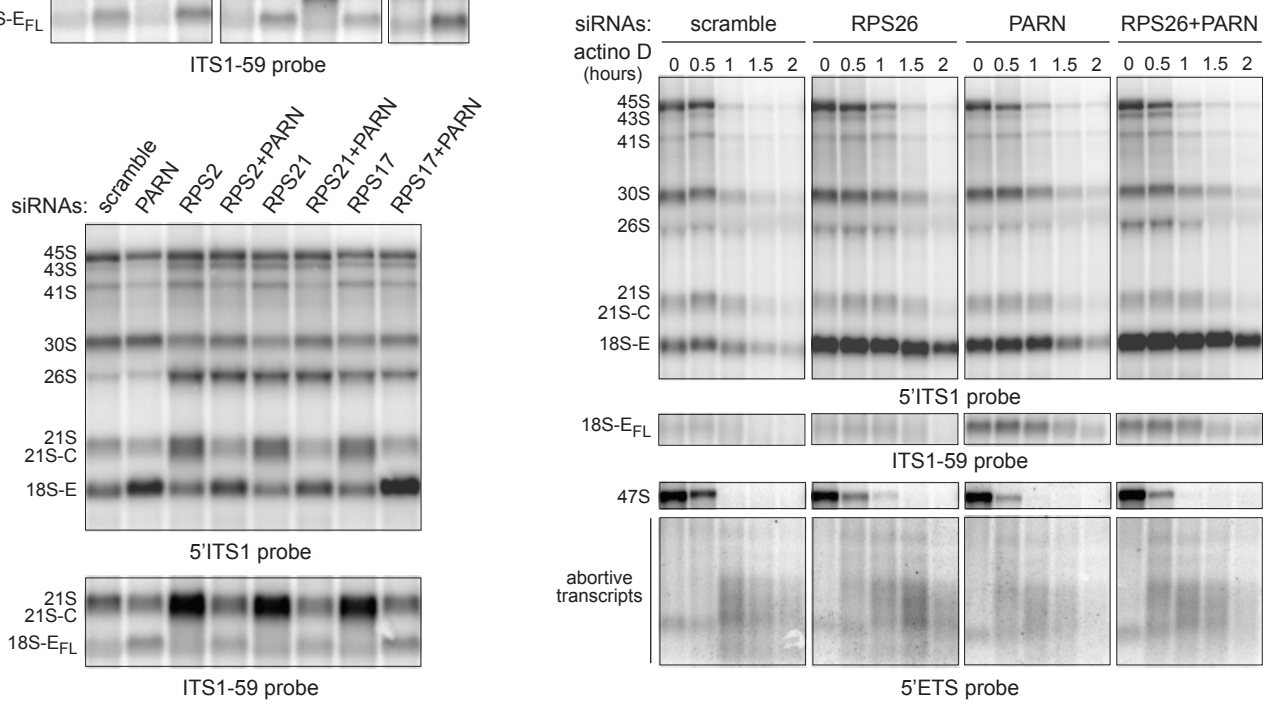 S-EFL
ITS1-59 probe
siRNAs: scramble PARN RPS2 RPS2+PARN RPS21 RPS21+PARN RPS17 RPS17+PARN
45S
43S
41S
30S
26S
21S
21S-C
18S-E
5'ITS1 probe
21S
21S-C
18S-EFL
ITS1-59 probe
siRNAs: scramble RPS26 PARN RPS26+PARN
actino D
(hours)
0 0.5 1 1.5 2 0 0.5 1 1.5 2 0 0.5 1 1.5 2 0 0.5 1 1.5 2
45S
43S
41S
30S
26S
21S
21S-C
18S-E
5'ITS1 probe
18S-EFL
ITS1-59 probe
47S
abortive
transcripts
5'ETS probe